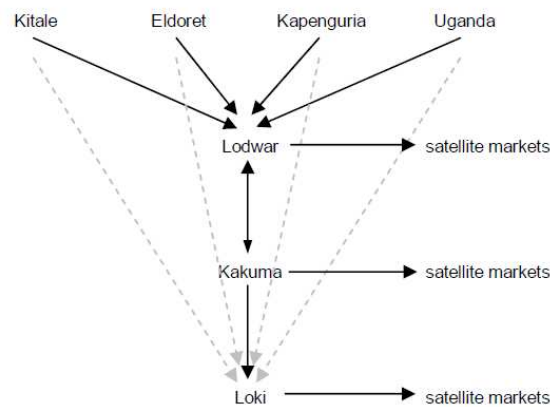 Kitale Eldoret Kapenguria Uganda
Lodwar satellite markets
Kakuma satellite markets
Loki satellite markets